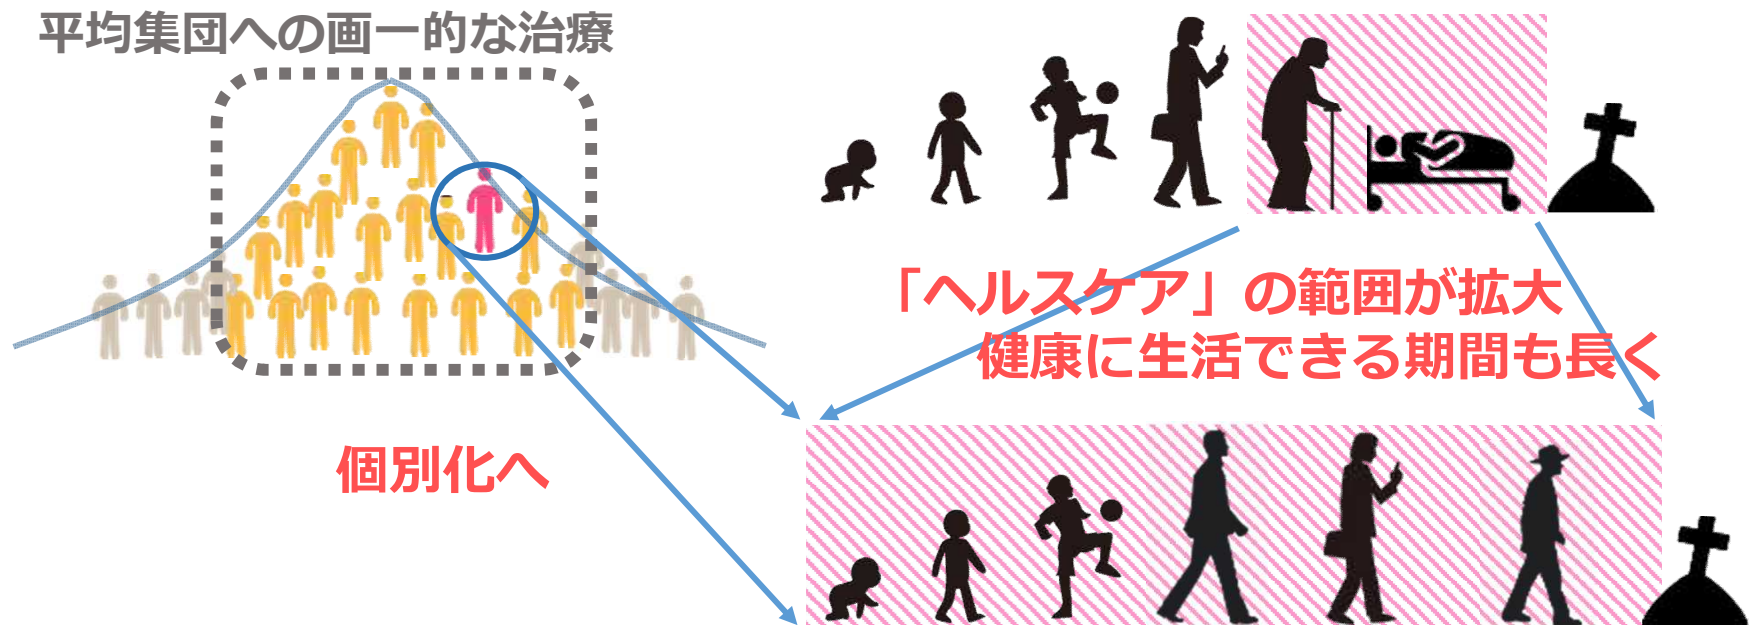 平均集団への画一的な治療
「ヘルスケア」の範囲が拡大
健康に生活できる期間も長く
個別化へ